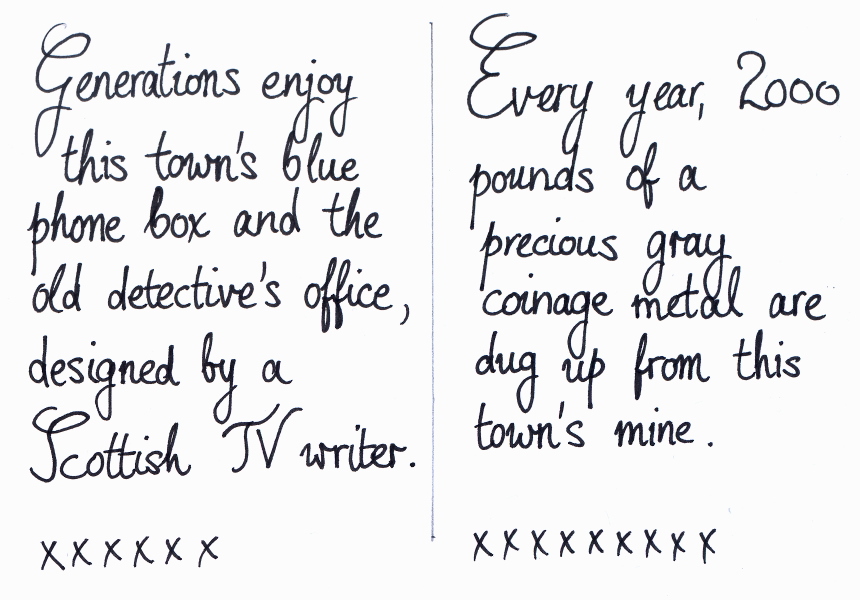 Generations enjoy
this town's blue
phone box and the
old detective's office,
designed by a
Scottish TV writer.
xxxxxx
Every year, 2000
pounds of a
precious gray
coinage metal are
dug up from this
town's mine.
xxxxxxxxx